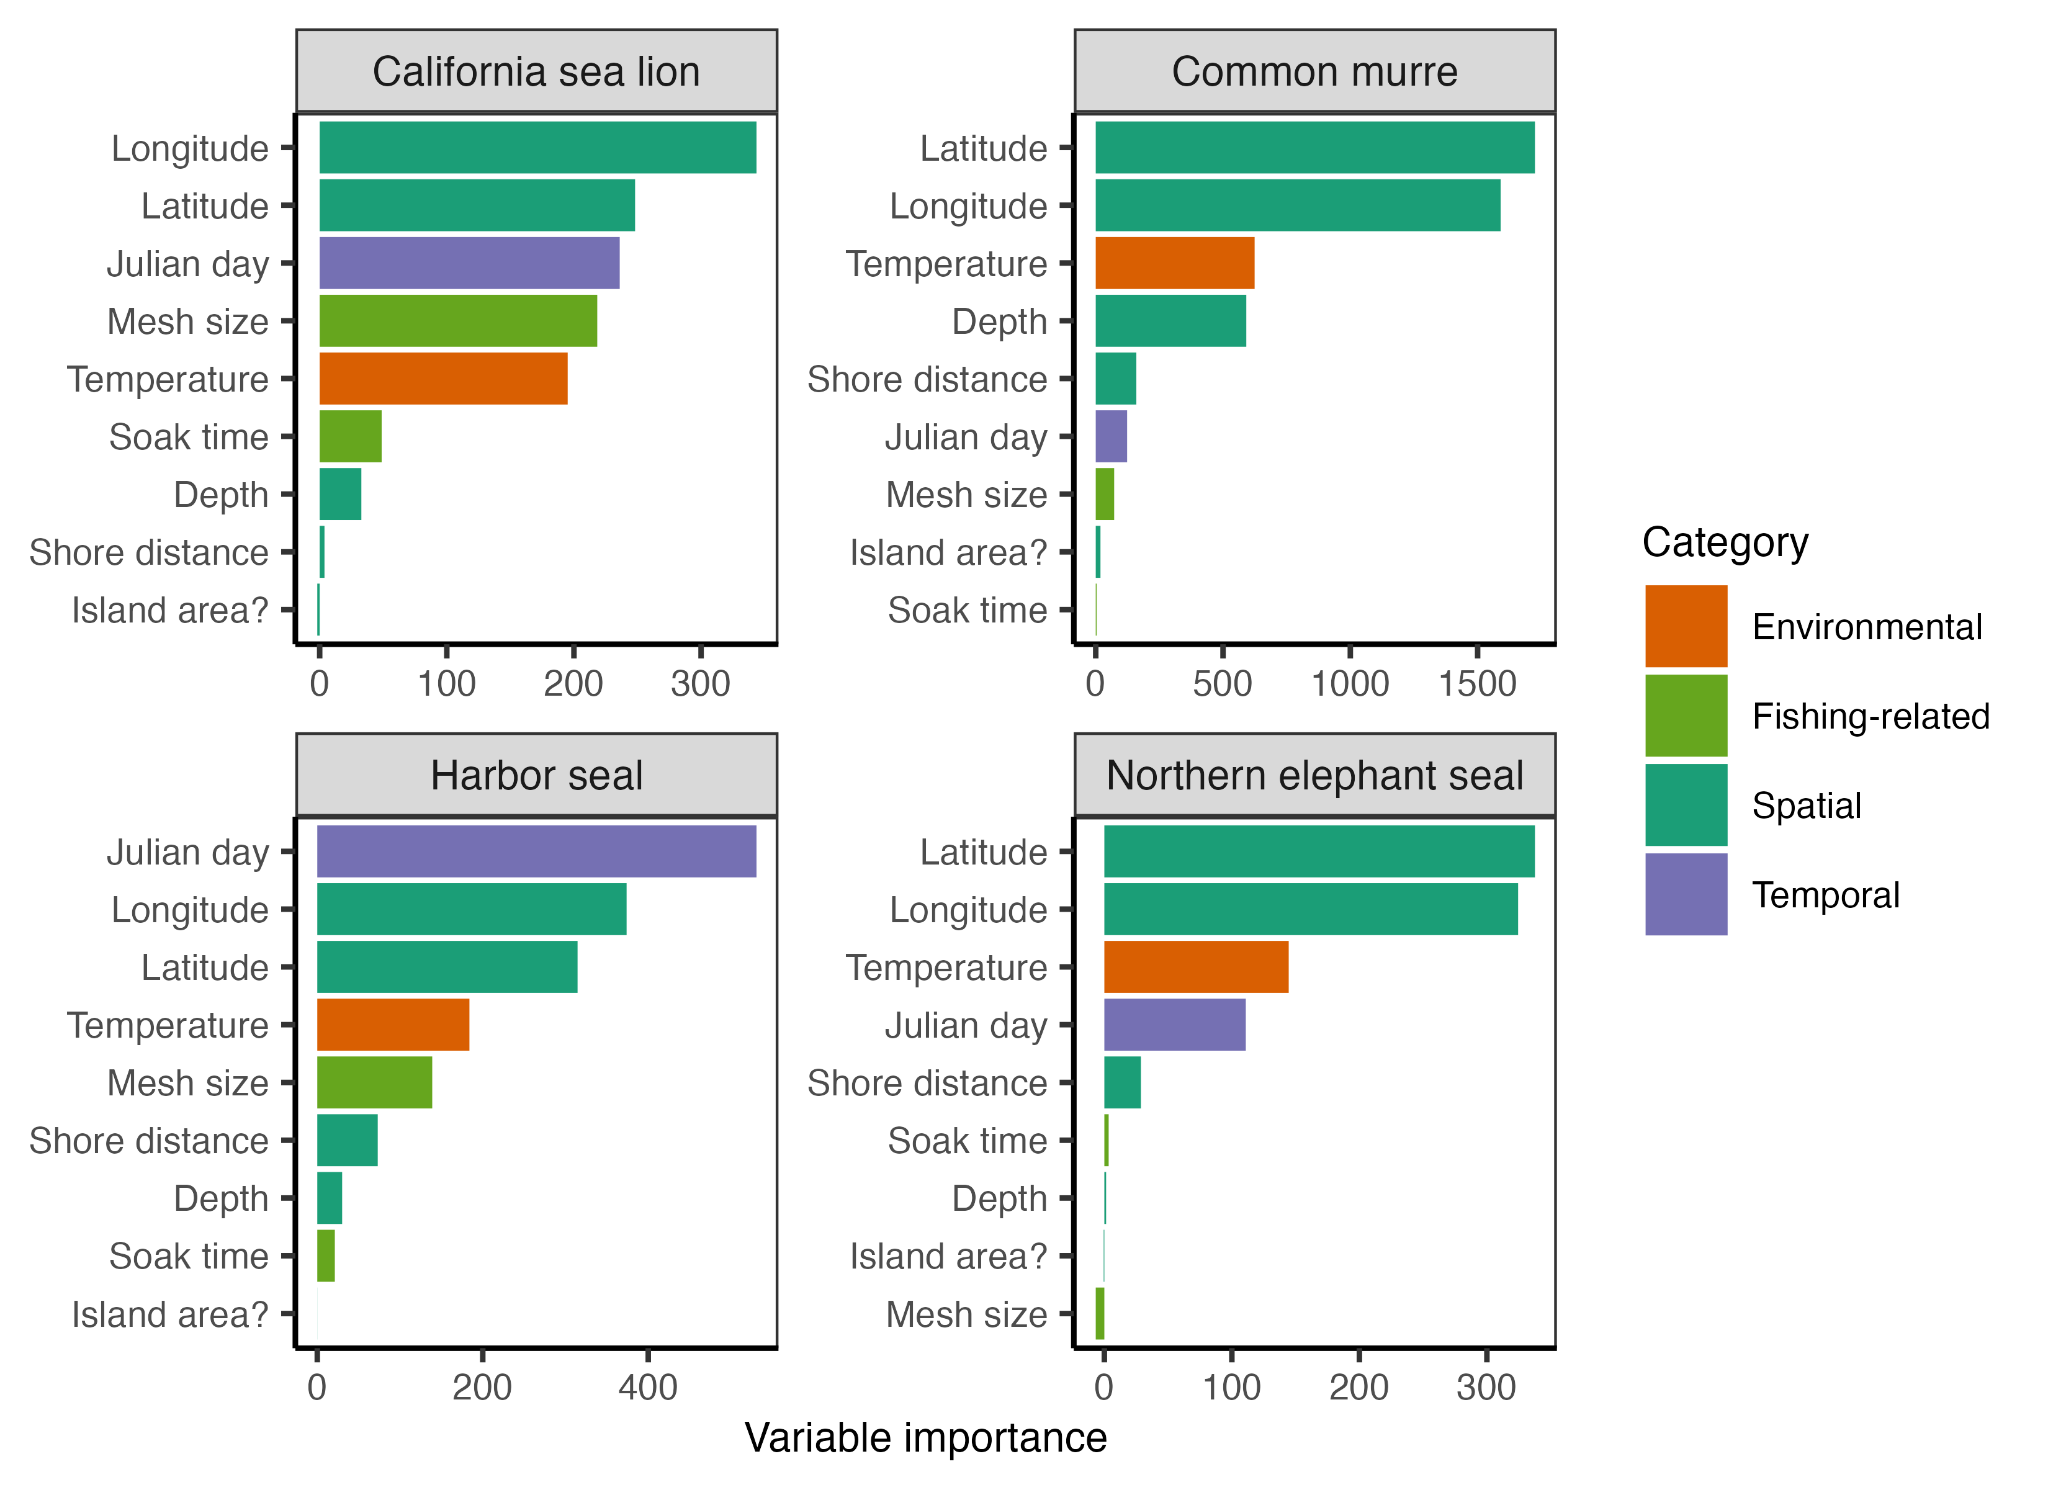 California sea lion
Longitude
Latitude
Julian day
Mesh size
Temperature
Soak time
Depth
Shore distance
Island area?
0 100 200 300
Common murre
Latitude
Longitude
Temperature
Depth
Shore distance
Julian day
Mesh size
Island area?
Soak time
0 500 1000 1500
Harbor seal
Julian day
Longitude
Latitude
Temperature
Mesh size
Shore distance
Depth
Soak time
Island area?
0 200 400
Northern elephant seal
Latitude
Longitude
Temperature
Julian day
Shore distance
Soak time
Depth
Island area?
Mesh size
0 100 200 300
Variable importance
Category
Environmental
Fishing-related
Spatial
Temporal